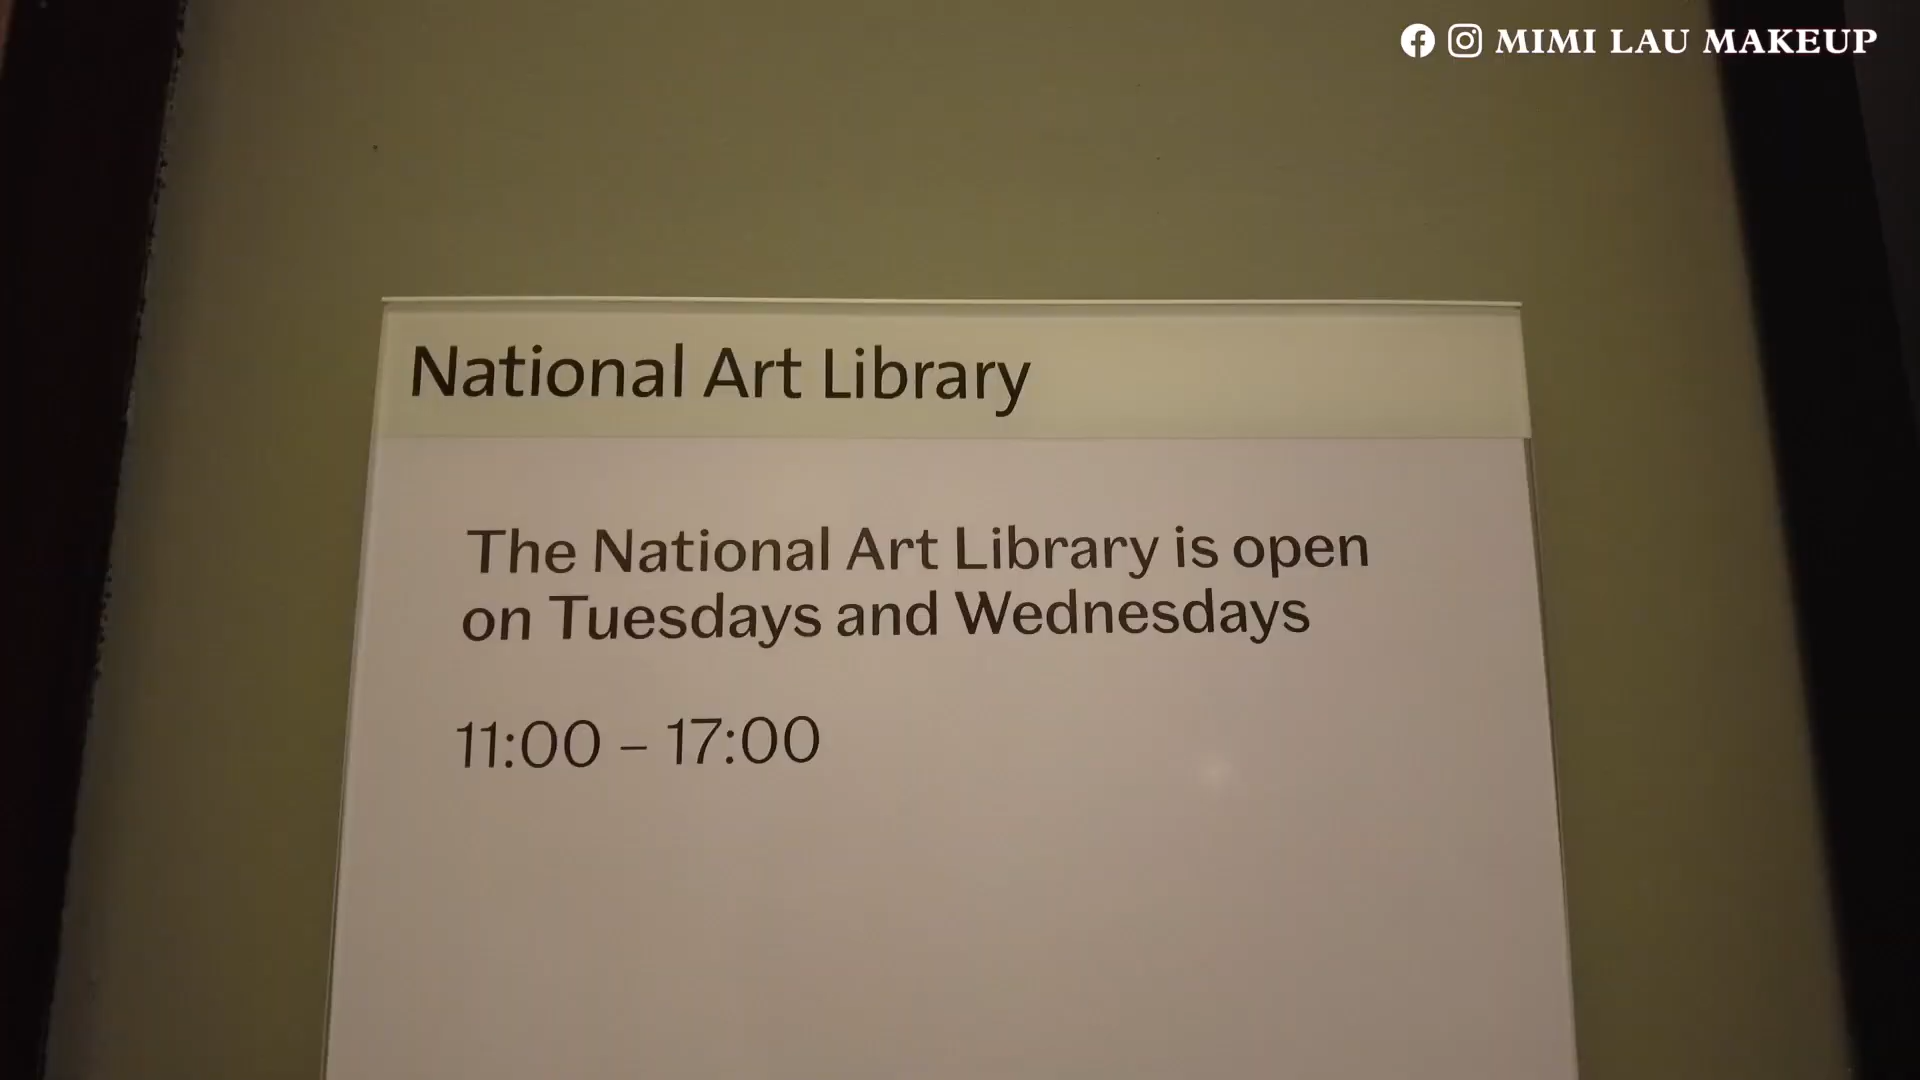 MIMI LAU MAKEUP
National Art Library
The National Art Library is open
on Tuesdays and Wednesdays
11:00 – 17:00